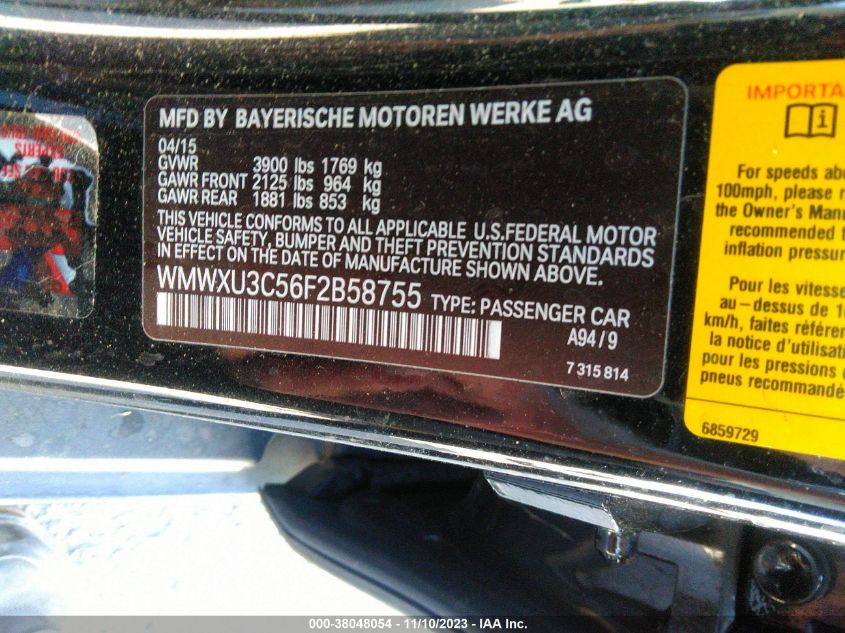 MFD BY BAYERISCHE MOTOREN WERKE AG
04/15
GVWR 3900 lbs 1769 kg
GAWR FRONT 2125 lbs 964 kg
GAWR REAR 1881 lbs 853 kg
THIS VEHICLE CONFORMS TO ALL APPLICABLE U.S.FEDERAL MOTOR
VEHICLE SAFETY, BUMPER AND THEFT PREVENTION STANDARDS
IN EFFECT ON THE DATE OF MANUFACTURE SHOWN ABOVE.
WMWXU3C56F2B58755 TYPE: PASSENGER CAR
A94/9
7 315 814
IMPORTA
For speeds abo
100mph, please r
the Owner's Manu
recommended t
inflation pressur
Pour les vitesse
au-dessus de 1
km/h, faites référe
la notice d'utilisa
pour les pressions
pneus recommandé
6859729
000-38048054 - 11/10/2023 - IAA Inc.